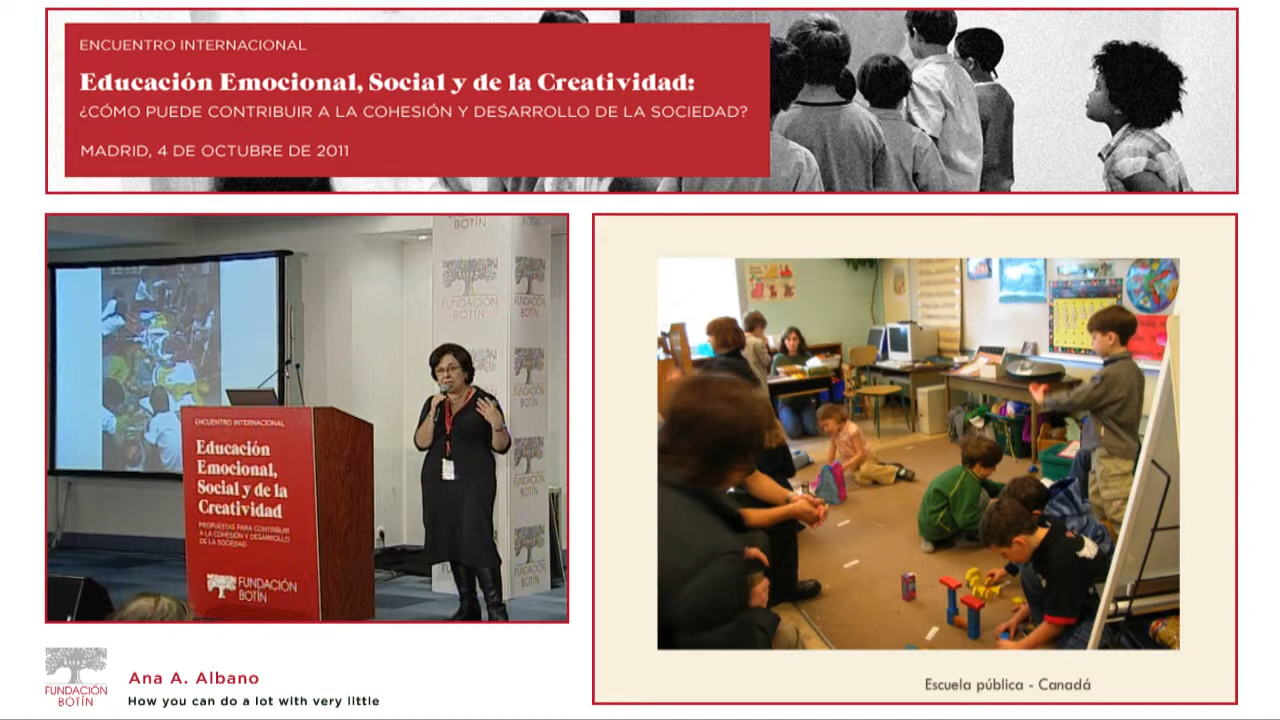 ENCUENTRO INTERNACIONAL
Educación Emocional, Social y de la Creatividad:
¿CÓMO PUEDE CONTRIBUIR A LA COHESIÓN Y DESARROLLO DE LA SOCIEDAD?
MADRID, 4 DE OCTUBRE DE 2011
BOTÍN
FUNDACIÓN
BOTÍN
FUNDACIÓN
BOTÍN
ENCUENTRO INTERNACIONAL
Educación
Emocional,
Social y de la
Creatividad
PROPUESTAS PARA CONTRIBUIR
A LA COHESIÓN Y DESARROLLO
DE LA SOCIEDAD
FUNDACIÓN
BOTÍN
Escuela pública - Canadá
FUNDACIÓN
BOTÍN
Ana A. Albano
How you can do a lot with very little